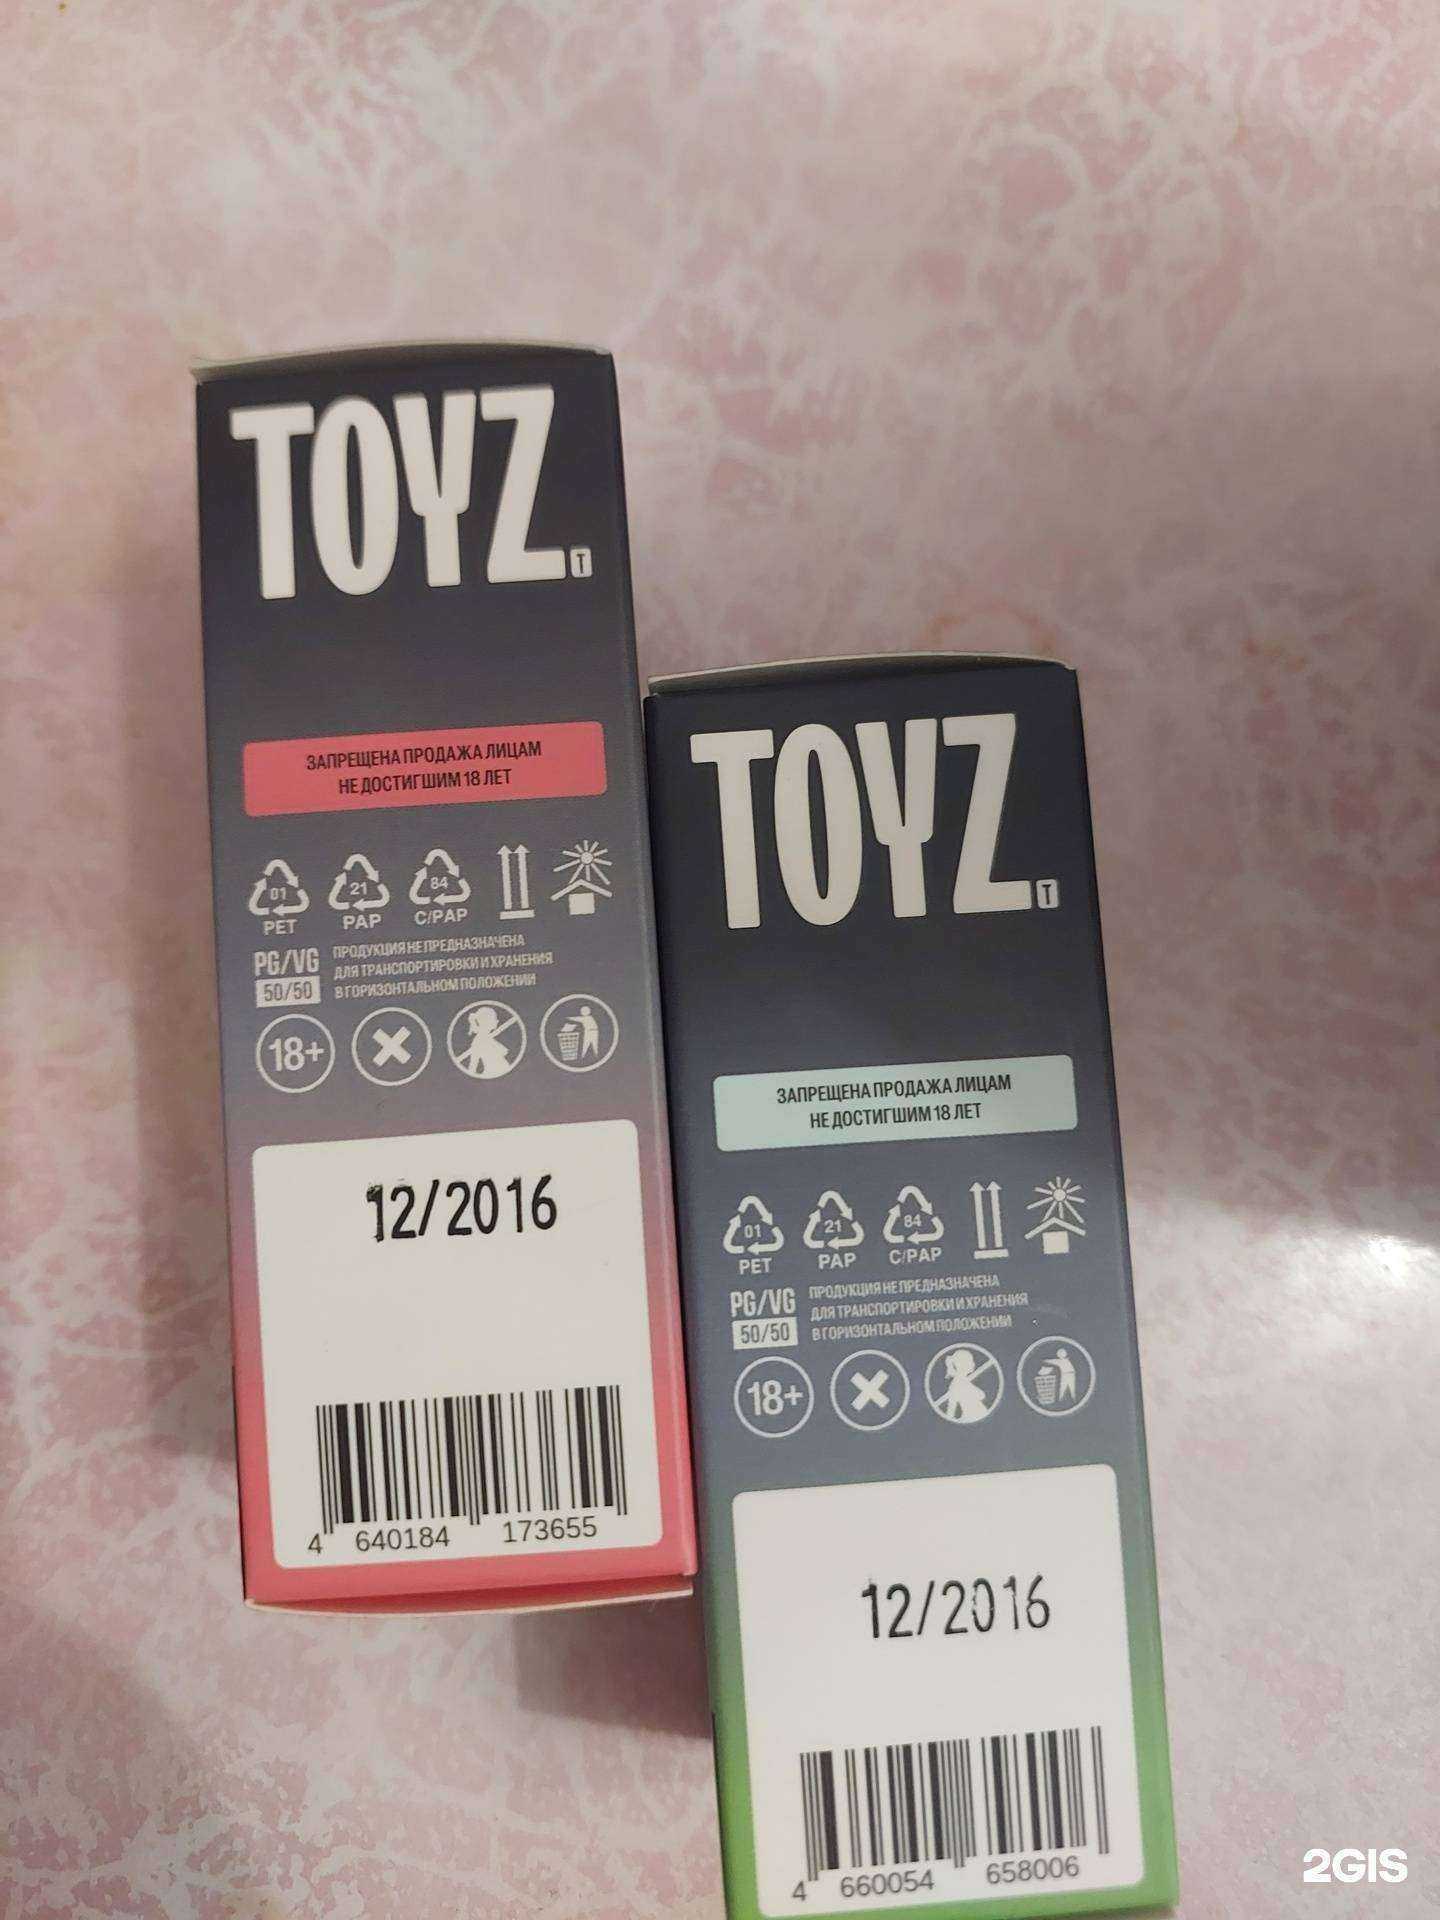 TOYZ
T
ЗАПРЕЩЕНА ПРОДАЖА ЛИЦАМ
НЕ ДОСТИГШИМ 18 ЛЕТ
01 21 84
PET PAP C/PAP
PG/VG
50/50
ПРОДУКЦИЯ НЕ ПРЕДНАЗНАЧЕНА
ДЛЯ ТРАНСПОРТИРОВКИ И ХРАНЕНИЯ
В ГОРИЗОНТАЛЬНОМ ПОЛОЖЕНИИ
18+
12/2016
4 640184 173655
TOYZ
T
ЗАПРЕЩЕНА ПРОДАЖА ЛИЦАМ
НЕ ДОСТИГШИМ 18 ЛЕТ
01 21 84
PET PAP C/PAP
PG/VG
50/50
ПРОДУКЦИЯ НЕ ПРЕДНАЗНАЧЕНА
ДЛЯ ТРАНСПОРТИРОВКИ И ХРАНЕНИЯ
В ГОРИЗОНТАЛЬНОМ ПОЛОЖЕНИИ
18+
12/2016
4 660054 658006
2GIS